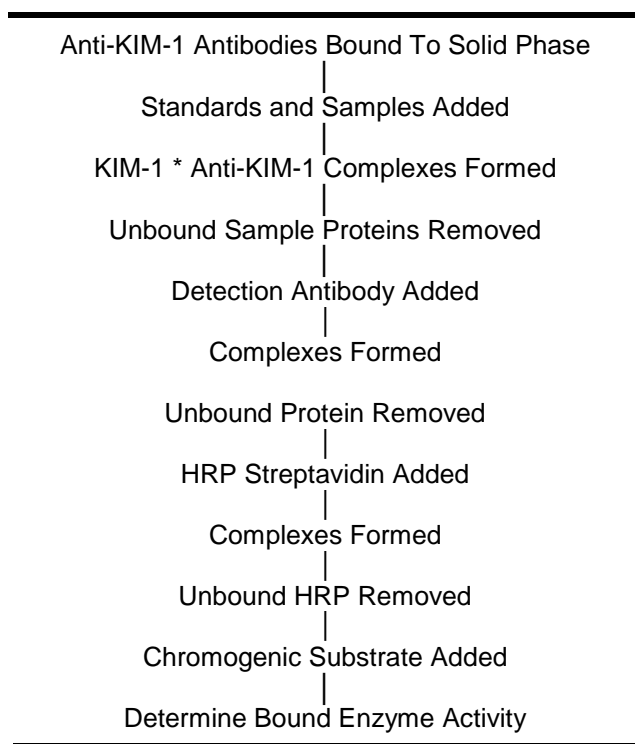 Anti-KIM-1 Antibodies Bound To Solid Phase
Standards and Samples Added
KIM-1 * Anti-KIM-1 Complexes Formed
Unbound Sample Proteins Removed
Detection Antibody Added
Complexes Formed
Unbound Protein Removed
HRP Streptavidin Added
Complexes Formed
Unbound HRP Removed
Chromogenic Substrate Added
Determine Bound Enzyme Activity